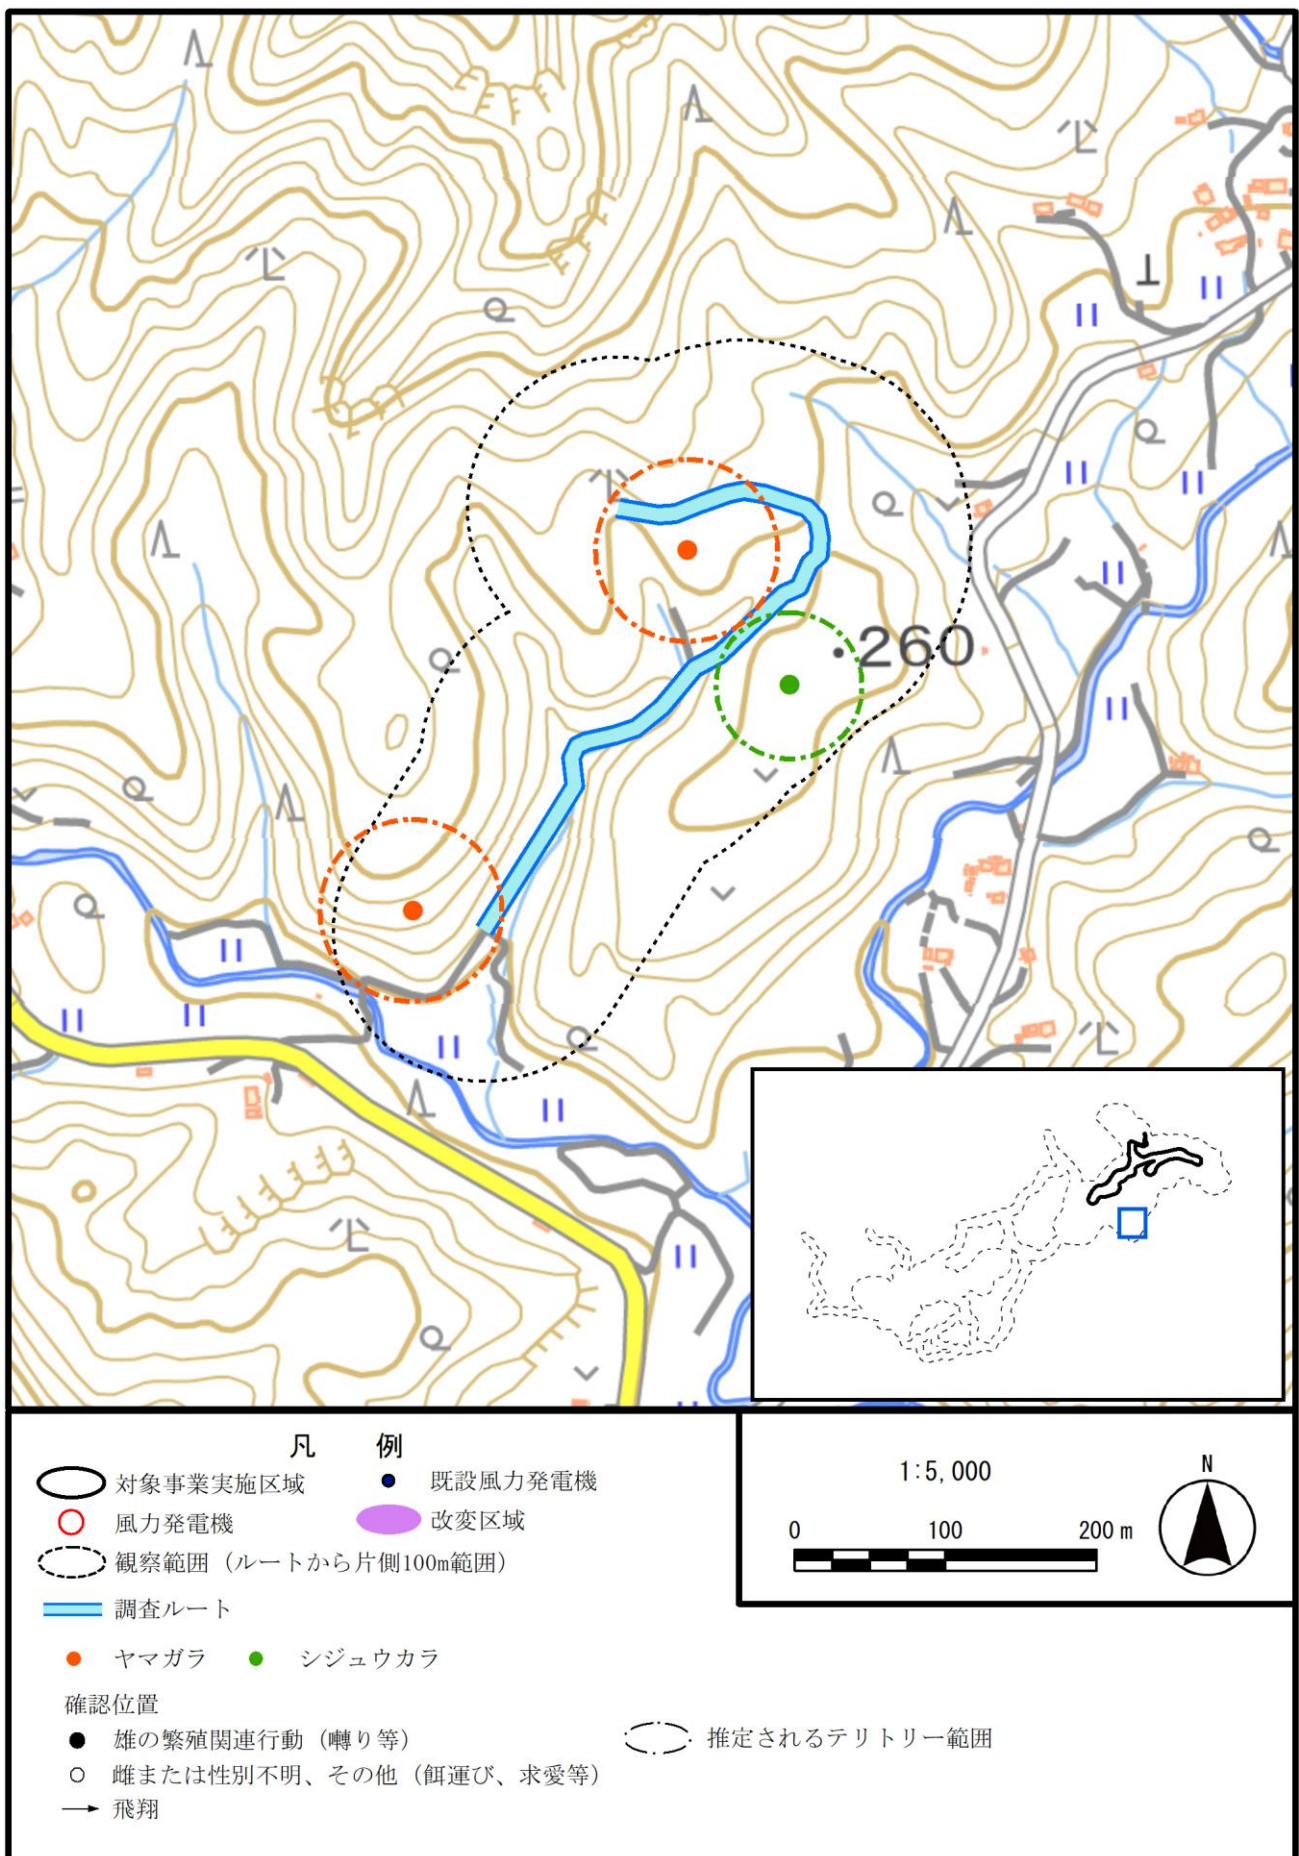 260
凡 例
対象事業実施区域
既設風力発電機
風力発電機
改変区域
観察範囲（ルートから片側100m範囲）
調査ルート
ヤマガラ
シジュウカラ
確認位置
雄の繁殖関連行動（囀り等）
推定されるテリトリー範囲
雌または性別不明、その他（餌運び、求愛等）
飛翔
1:5,000
0 100 200 m
N